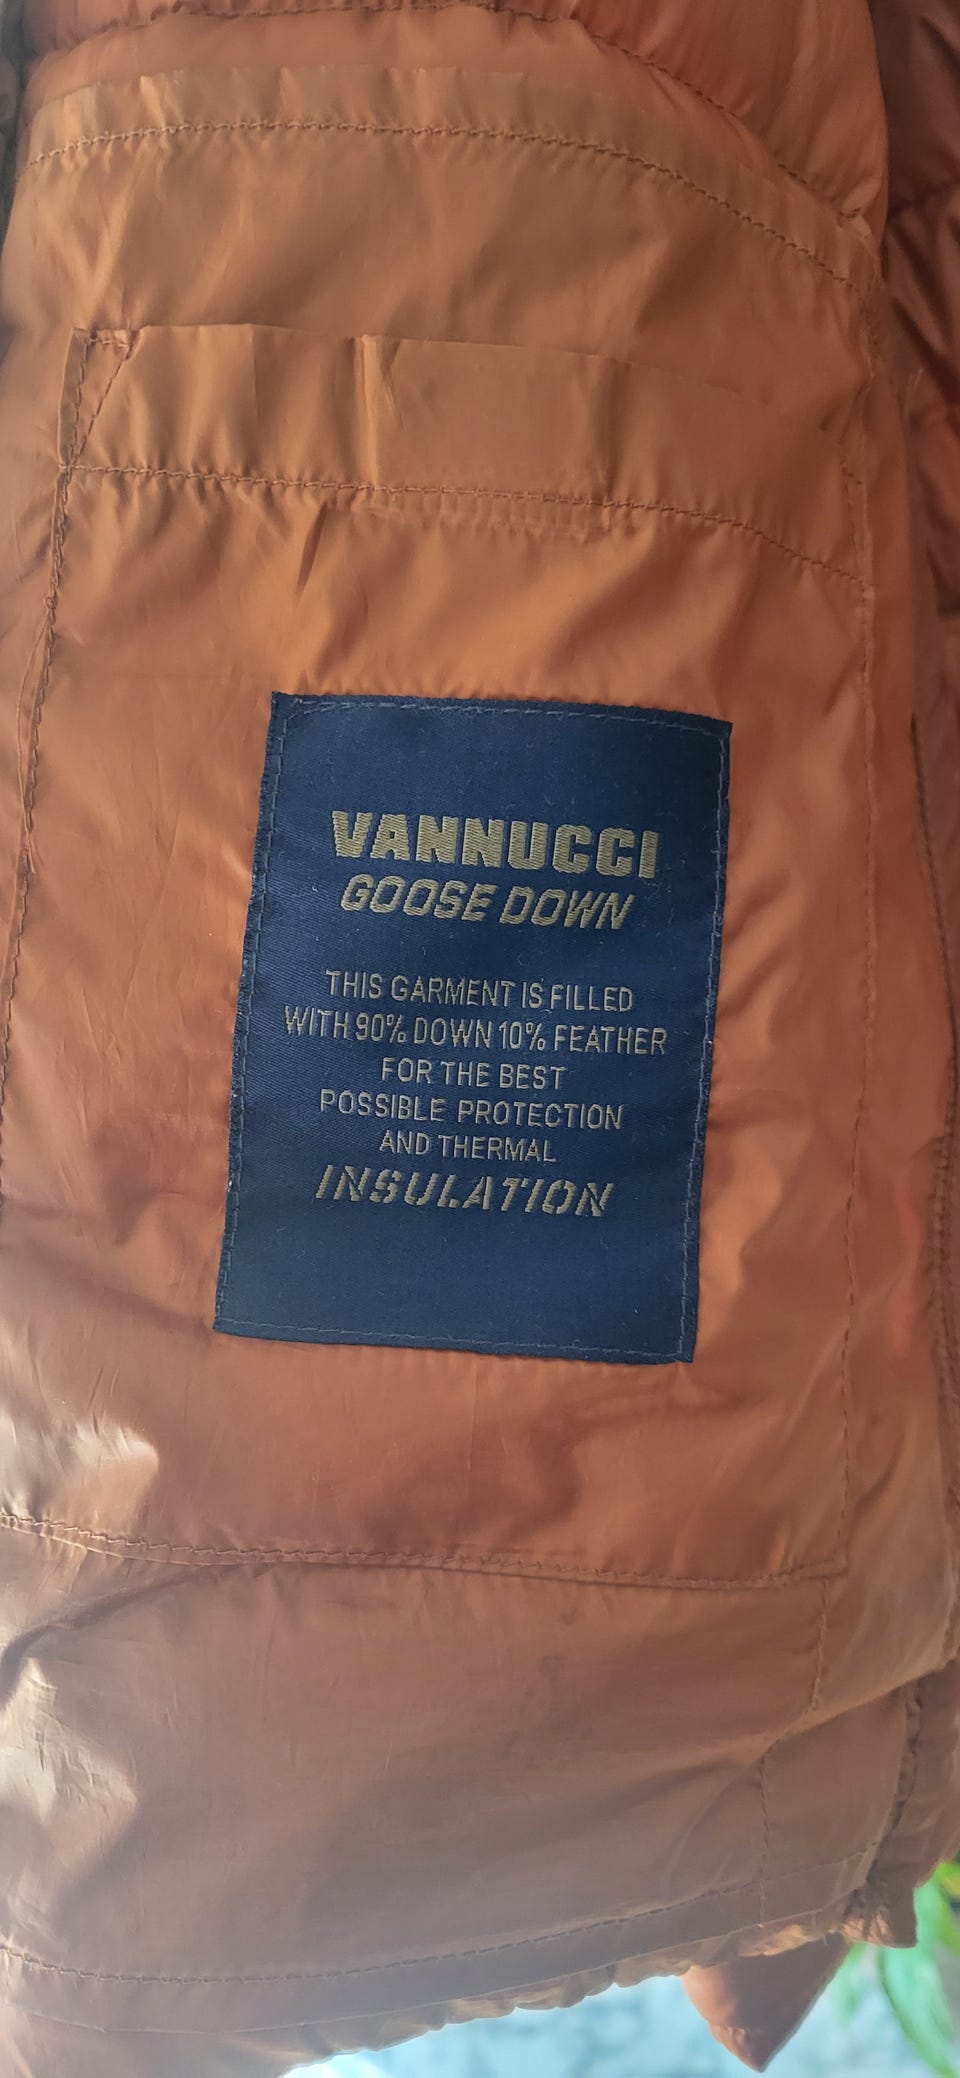 VANNUCCI
GOOSE DOWN
THIS GARMENT IS FILLED
WITH 90% DOWN 10% FEATHER
FOR THE BEST
POSSIBLE PROTECTION
AND THERMAL
INSULATION